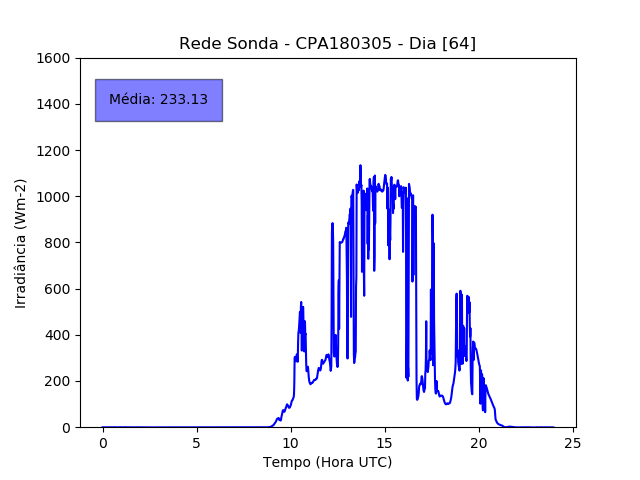 Rede Sonda - CPA180305 - Dia [64]
1600
1400
1200
1000
800
600
400
200
0
Irradiância (Wm-2)
Média: 233.13
0 5 10 15 20 25
Tempo (Hora UTC)